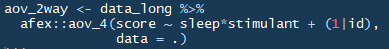 aov_2way <- data_long %>%
afex::aov_4(score ~ sleep*stimulant + (1|id),
data = .)